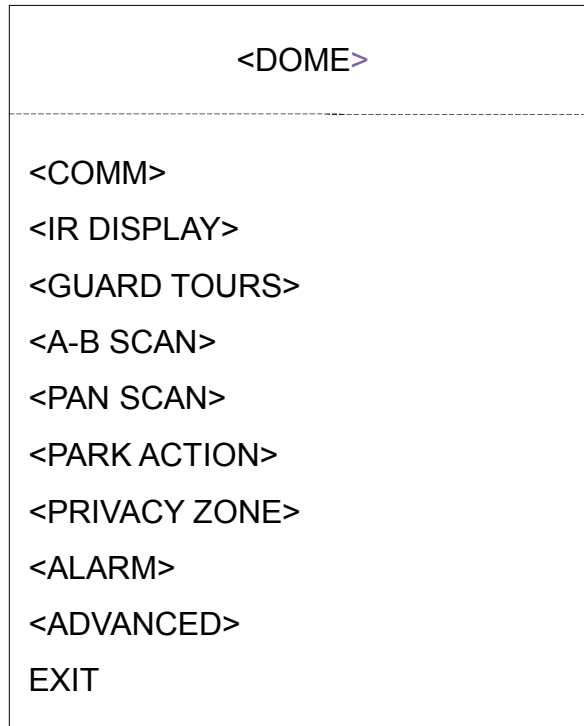 <DOME>
<COMM>
<IR DISPLAY>
<GUARD TOURS>
<A-B SCAN>
<PAN SCAN>
<PARK ACTION>
<PRIVACY ZONE>
<ALARM>
<ADVANCED>
EXIT